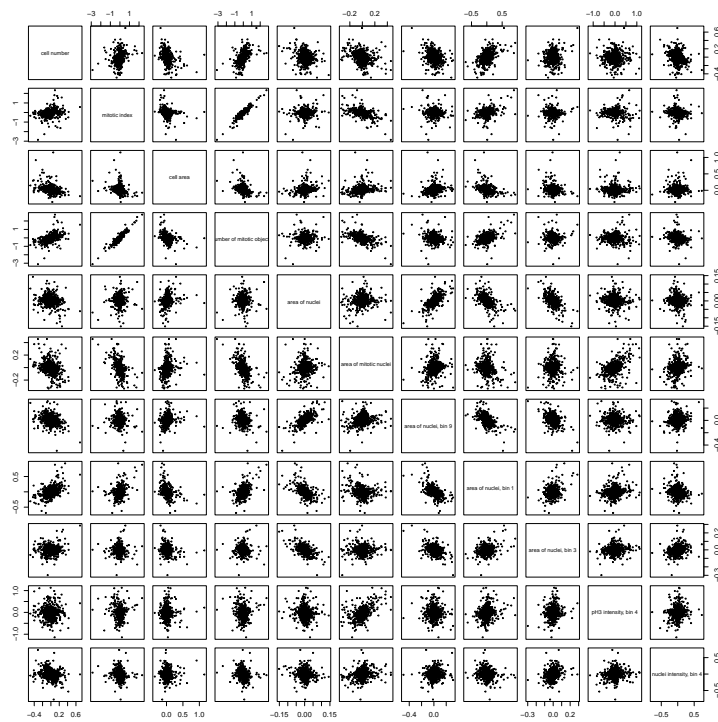 −3 −1 1
−3 −1 1
−0.2 0.2
−0.5 0.5
0.0 0.5 1.0
cell number
−0.4 0.2 0.6
−3 −1 1
mitotic index
cell area
0.0 0.5 1.0
−3 −1 1
umber of mitotic objec
area of nuclei
−0.15 0.00 0.15
−0.2 0.2
area of mitotic nuclei
area of nuclei, bin 9
−0.4 0.0
−0.5 0.5
area of nuclei, bin 1
area of nuclei, bin 3
−0.3 0.0 0.2
−1.0 0.0 1.0
pH3 intensity, bin 4
nuclei intensity, bin 4
−0.5 0.5
−0.4 0.2 0.6
0.0 0.5 1.0
−0.15 0.00 0.15
−0.4 0.0
−0.3 0.0 0.2
−0.5 0.5